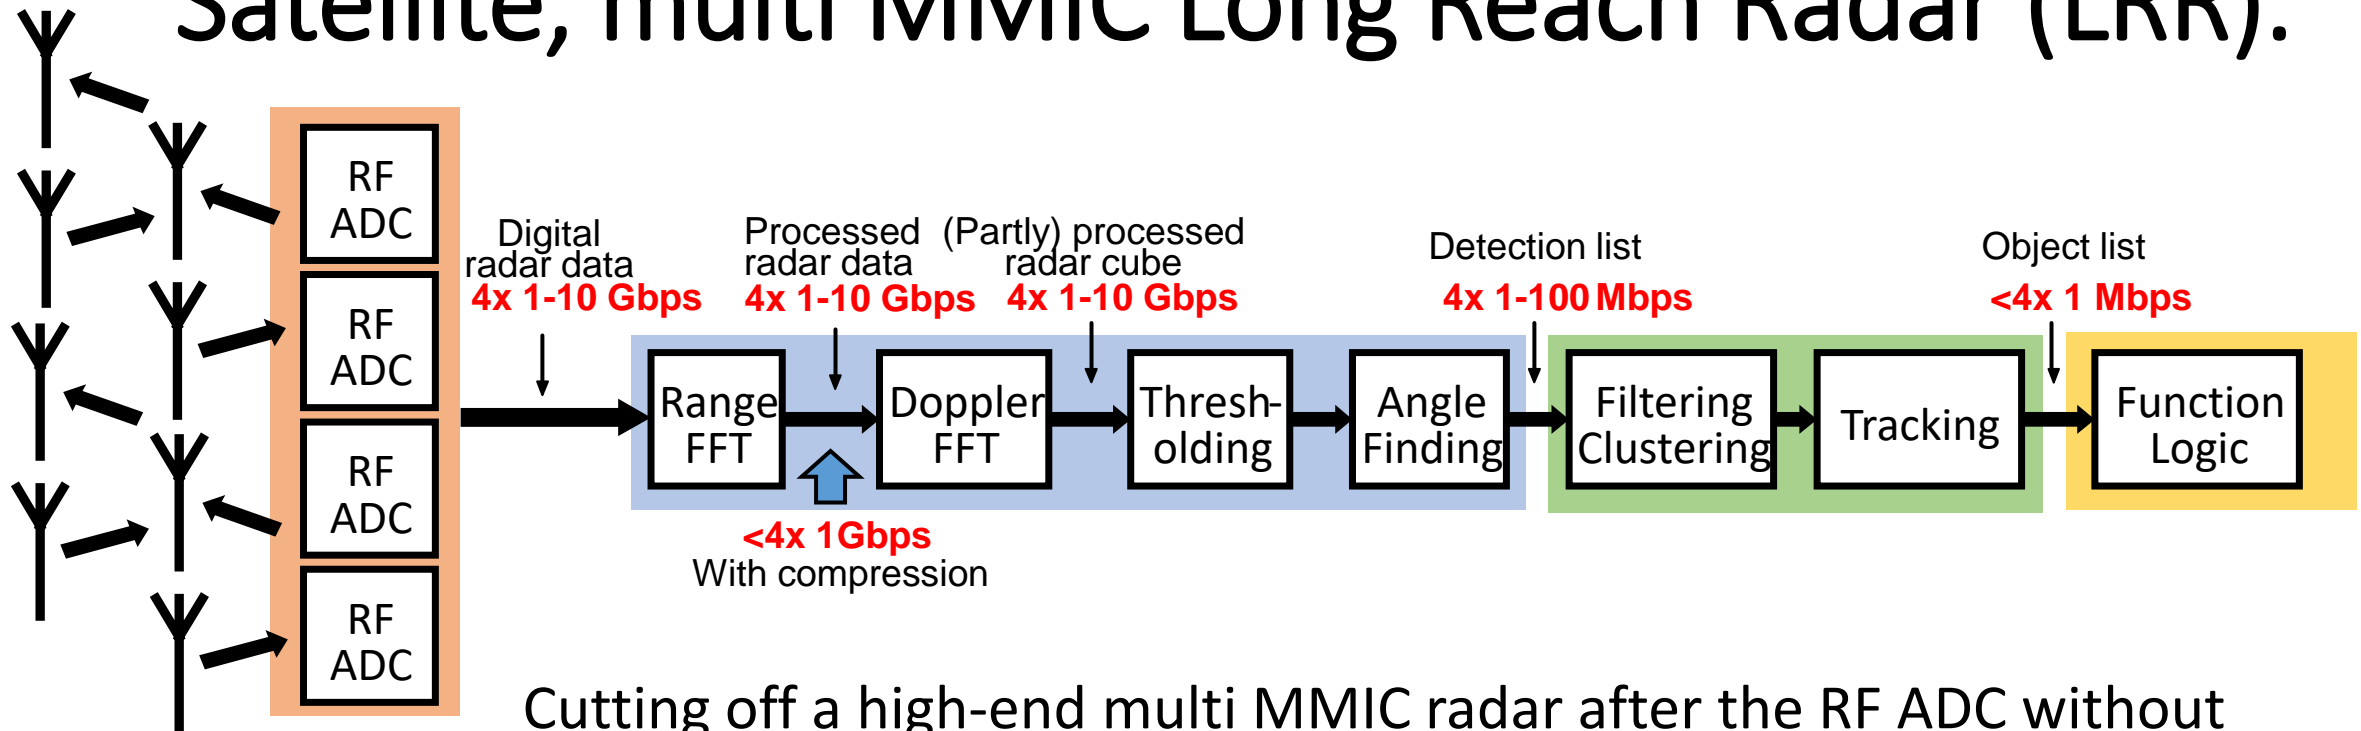 Satellite, multi MMIC Long Reach Radar (LRR).
RF
ADC
RF
ADC
RF
ADC
RF
ADC
Digital
radar data
4x 1-10 Gbps
Processed
radar data
4x 1-10 Gbps
(Partly) processed
radar cube
4x 1-10 Gbps
Detection list
4x 1-100 Mbps
Object list
<4x 1 Mbps
Range
FFT
Doppler
FFT
Thresh-
olding
Angle
Finding
Filtering
Clustering
Tracking
Function
Logic
<4x 1Gbps
With compression
Cutting off a high-end multi MMIC radar after the RF ADC without